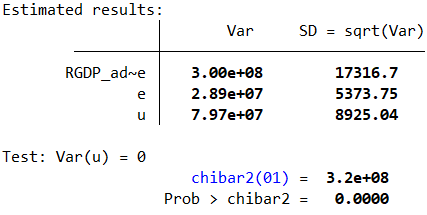 Estimated results:
Var SD = sqrt(Var)
RGDP_ad~e 3.00e+08 17316.7
e 2.89e+07 5373.75
u 7.97e+07 8925.04
Test: Var(u) = 0
chibar2(01) = 3.2e+08
Prob > chibar2 = 0.0000